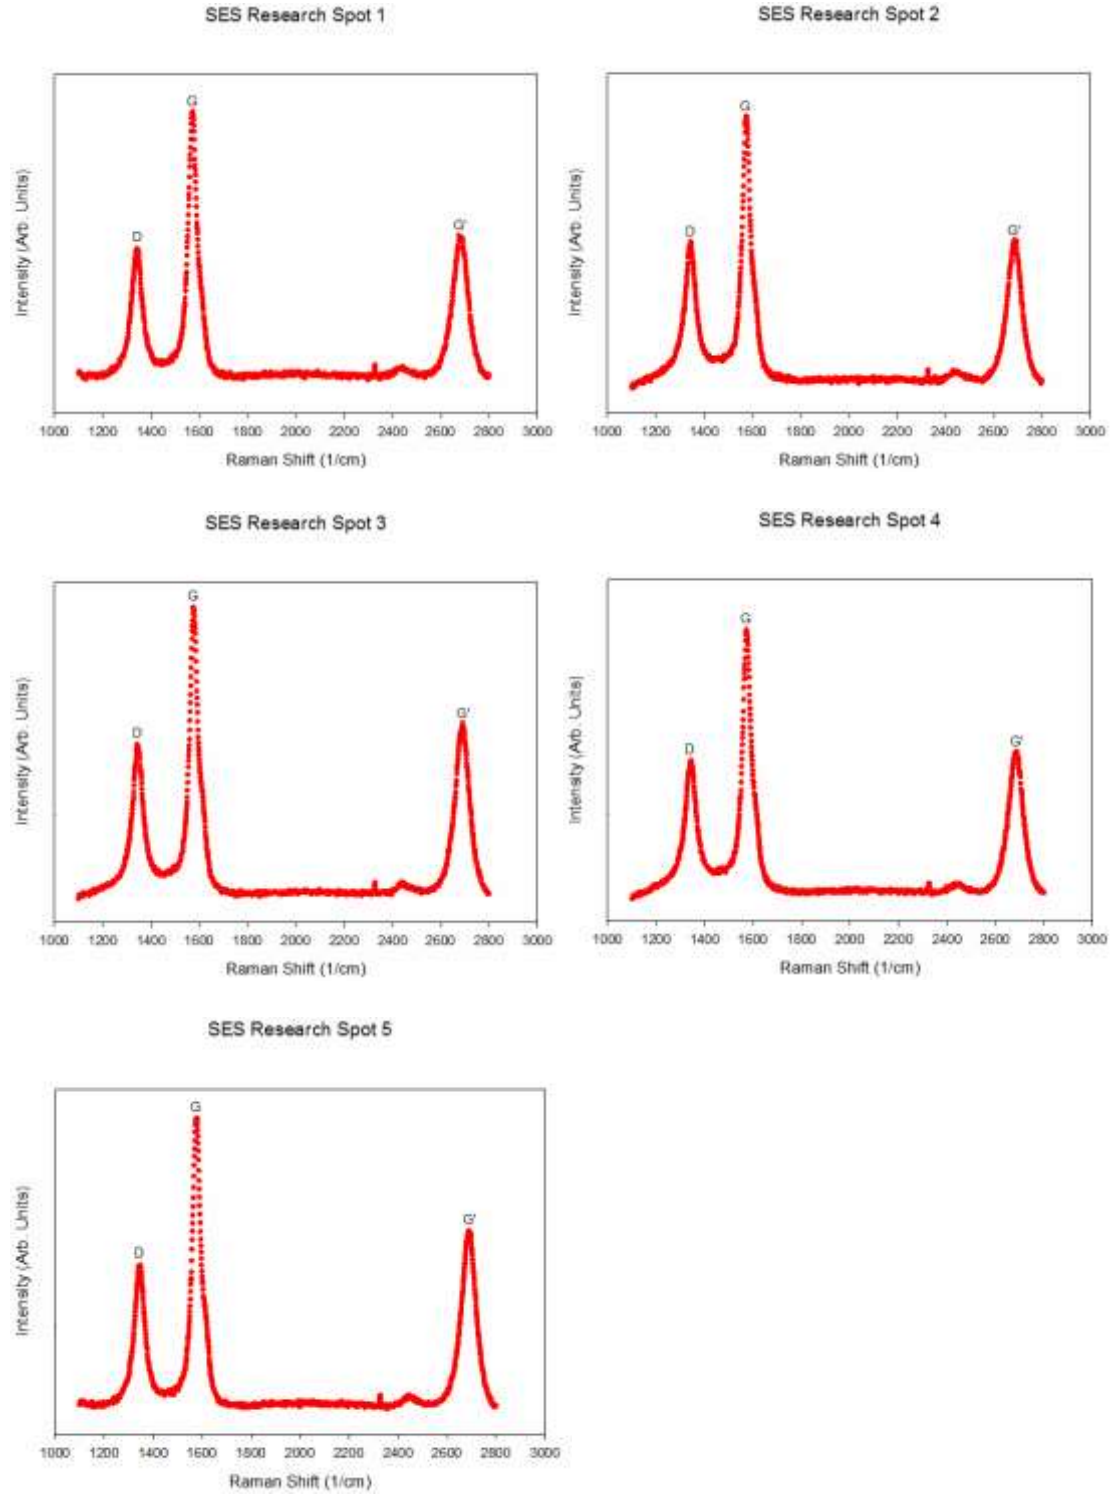 SES Research Spot 1
G
D
G'
Intensity (Arb. Units)
1000 1200 1400 1600 1800 2000 2200 2400 2600 2800 3000
Raman Shift (1/cm)
SES Research Spot 2
G
D
G'
Intensity (Arb. Units)
1000 1200 1400 1600 1800 2000 2200 2400 2600 2800 3000
Raman Shift (1/cm)
SES Research Spot 3
G
D
G'
Intensity (Arb. Units)
1000 1200 1400 1600 1800 2000 2200 2400 2600 2800 3000
Raman Shift (1/cm)
SES Research Spot 4
G
D
G'
Intensity (Arb. Units)
1000 1200 1400 1600 1800 2000 2200 2400 2600 2800 3000
Raman Shift (1/cm)
SES Research Spot 5
G
D
G'
Intensity (Arb. Units)
1000 1200 1400 1600 1800 2000 2200 2400 2600 2800 3000
Raman Shift (1/cm)